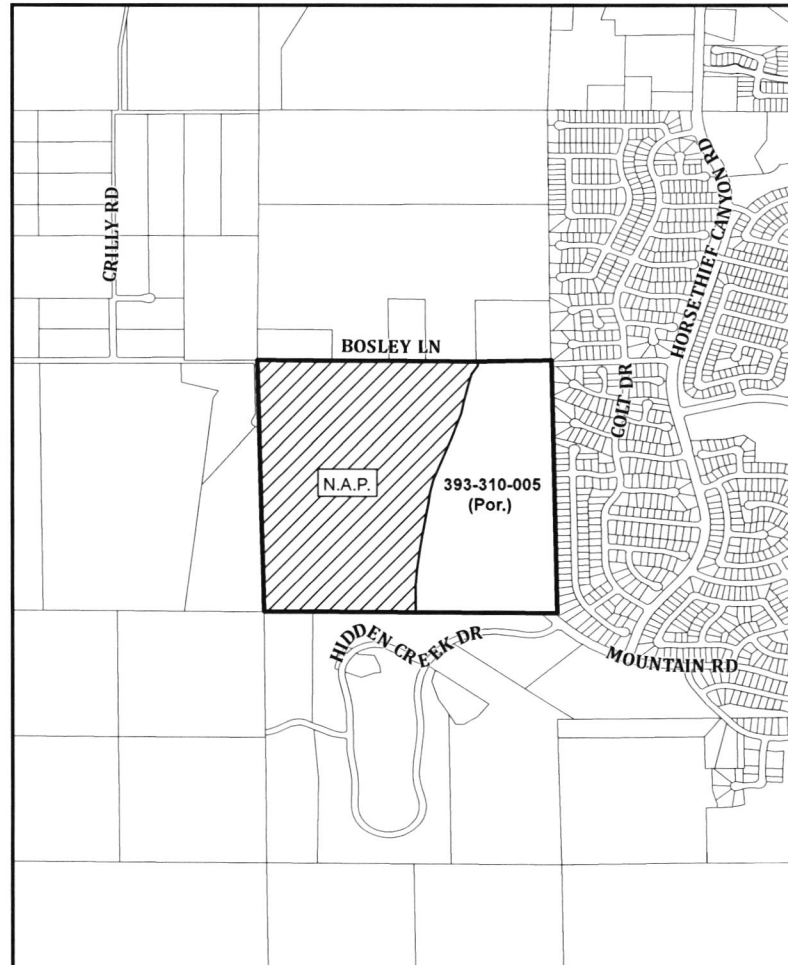 HORSETHIEF CANYON RD
CRILLY RD
BOSLEY LN
COLT DR
N.A.P.
393-310-005
(Por.)
HIDDEN CREEK DR
MOUNTAIN RD